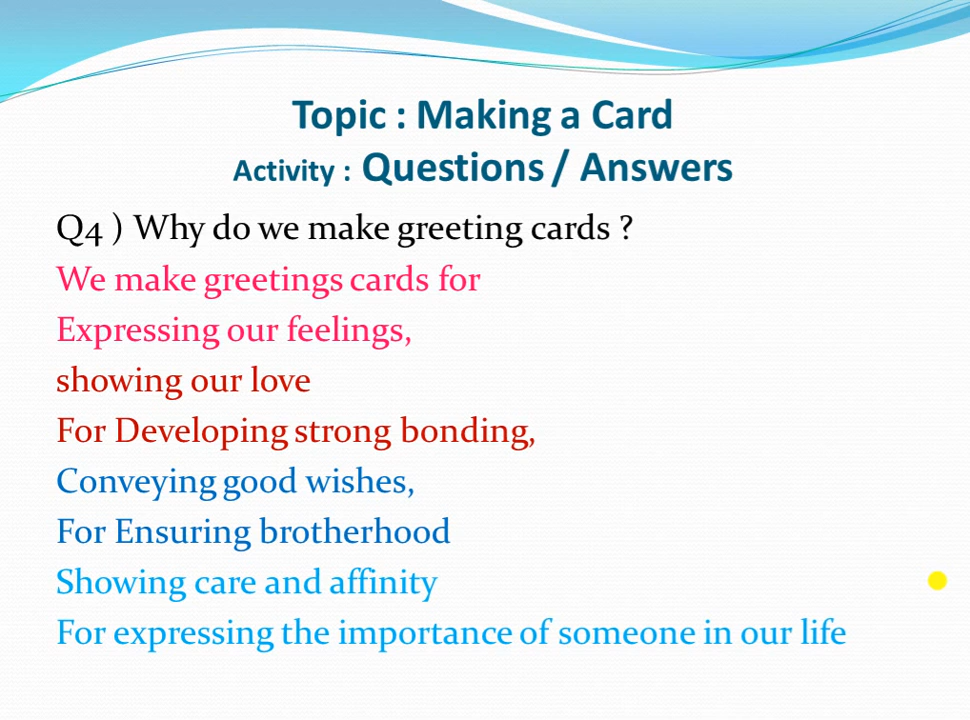 Topic : Making a Card
Activity : Questions / Answers
Q4 ) Why do we make greeting cards ?
We make greetings cards for
Expressing our feelings,
showing our love
For Developing strong bonding,
Conveying good wishes,
For Ensuring brotherhood
Showing care and affinity
For expressing the importance of someone in our life